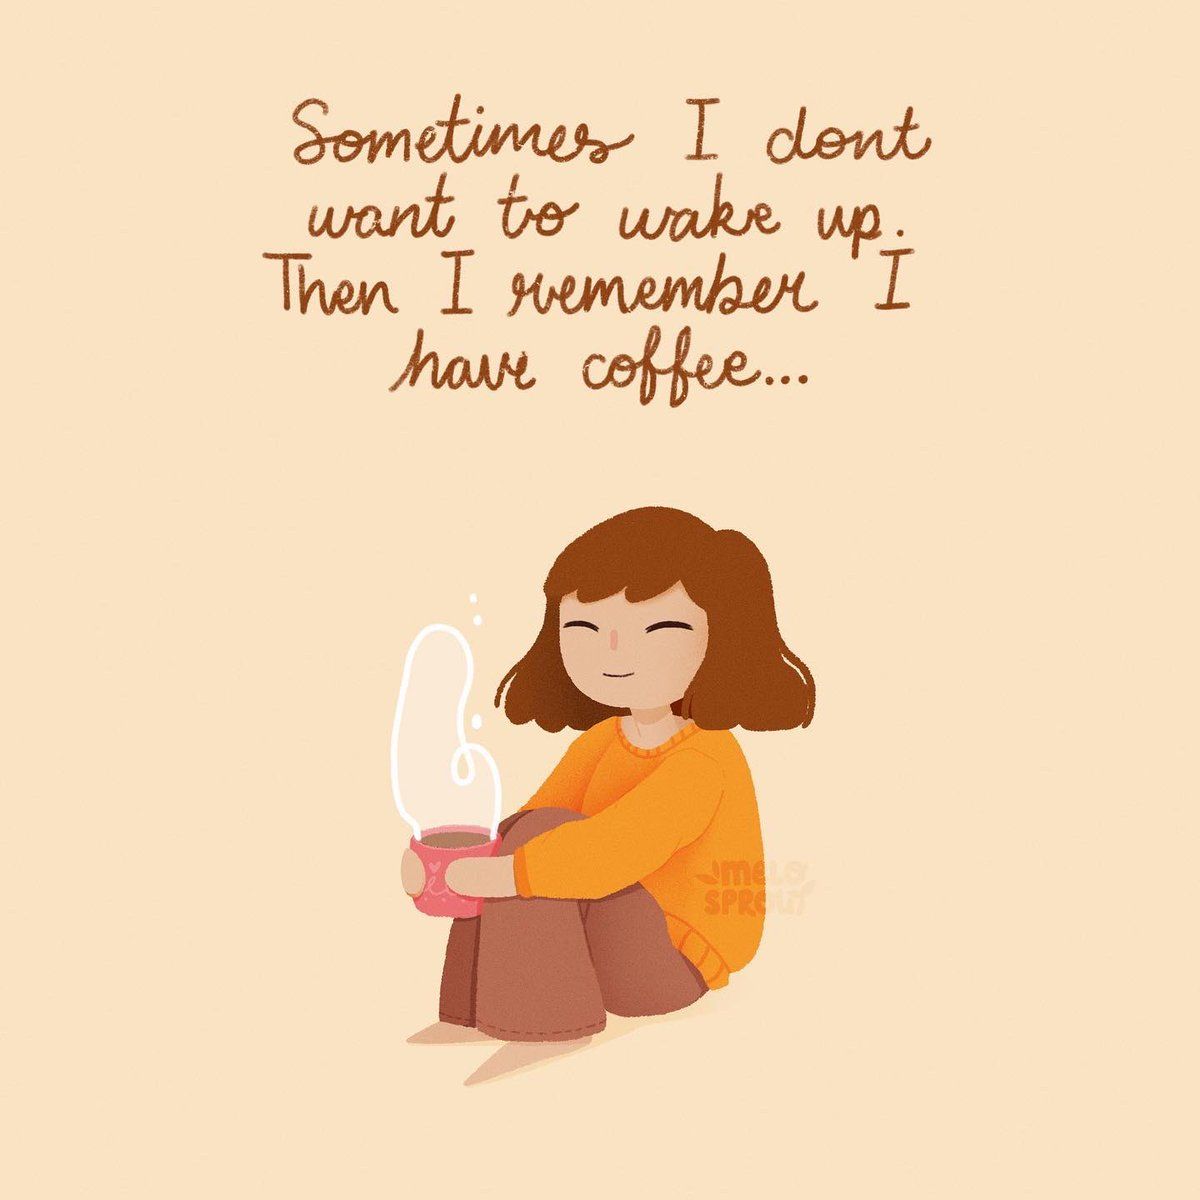 Sometimes I dont
want to wake up.
Then I remember I
have coffee...
MELO
SPROUT